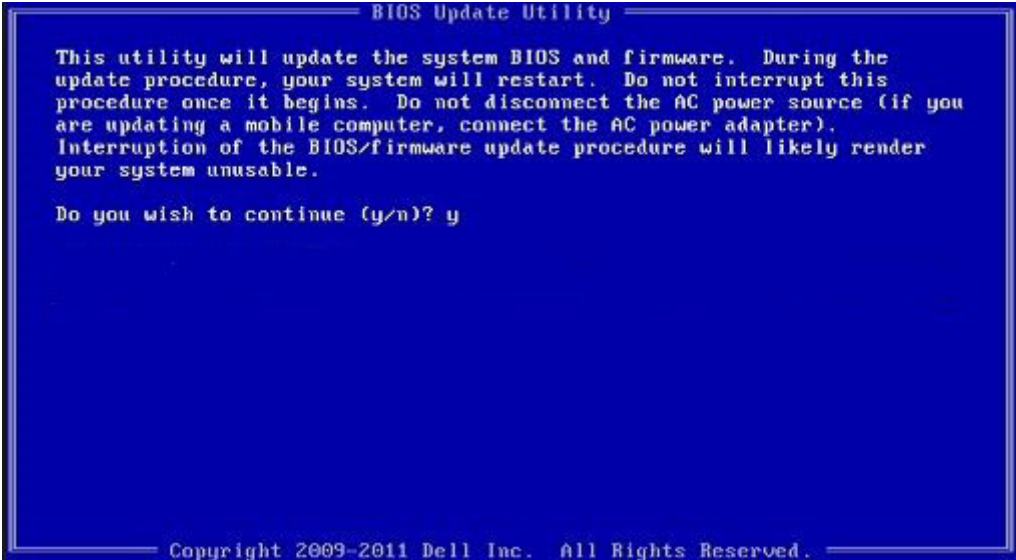 BIOS Update Utility
This utility will update the system BIOS and firmware.  During the
update procedure, your system will restart.  Do not interrupt this
procedure once it begins.  Do not disconnect the AC power source (if you
are updating a mobile computer, connect the AC power adapter).
Interruption of the BIOS/firmware update procedure will likely render
your system unusable.
Do you wish to continue (y/n)? y
Copyright 2009-2011 Dell Inc.  All Rights Reserved.